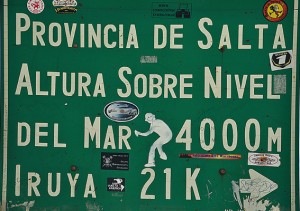 Provincia de Salta
Altura Sobre Nivel
del Mar 4000m
Iruya 21K